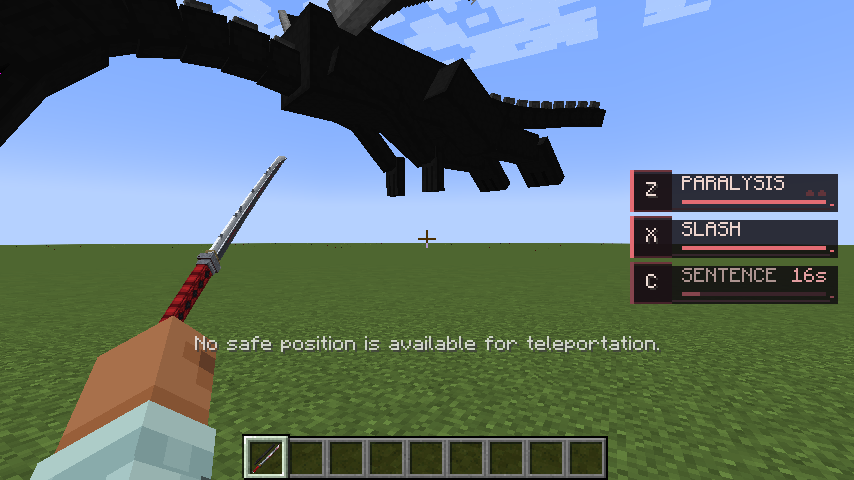 Z PARALYSIS
X SLASH
C SENTENCE 16s
No safe position is available for teleportation.